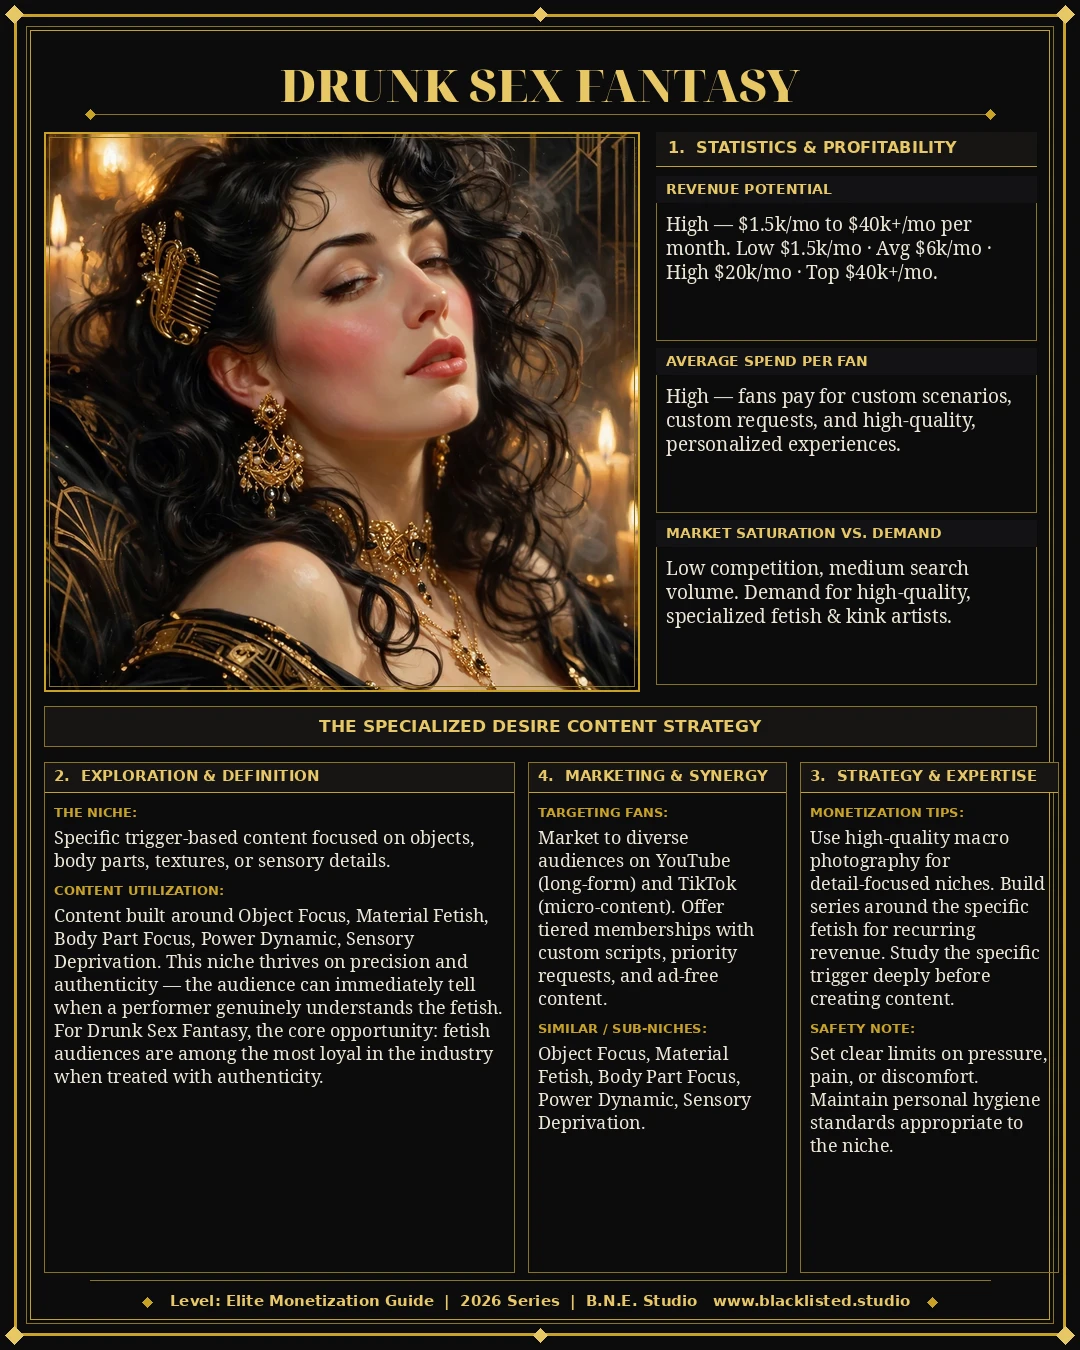 DRUNK SEX FANTASY
1. STATISTICS & PROFITABILITY
REVENUE POTENTIAL
High — $1.5k/mo to $40k+/mo per
month. Low $1.5k/mo · Avg $6k/mo ·
High $20k/mo · Top $40k+/mo.
AVERAGE SPEND PER FAN
High — fans pay for custom scenarios,
custom requests, and high-quality,
personalized experiences.
MARKET SATURATION VS. DEMAND
Low competition, medium search
volume. Demand for high-quality,
specialized fetish & kink artists.
THE SPECIALIZED DESIRE CONTENT STRATEGY
2. EXPLORATION & DEFINITION
THE NICHE:
Specific trigger-based content focused on objects,
body parts, textures, or sensory details.
CONTENT UTILIZATION:
Content built around Object Focus, Material Fetish,
Body Part Focus, Power Dynamic, Sensory
Deprivation. This niche thrives on precision and
authenticity — the audience can immediately tell
when a performer genuinely understands the fetish.
For Drunk Sex Fantasy, the core opportunity: fetish
audiences are among the most loyal in the industry
when treated with authenticity.
4. MARKETING & SYNERGY
TARGETING FANS:
Market to diverse
audiences on YouTube
(long-form) and TikTok
(micro-content). Offer
tiered memberships with
custom scripts, priority
requests, and ad-free
content.
SIMILAR / SUB-NICHES:
Object Focus, Material
Fetish, Body Part Focus,
Power Dynamic, Sensory
Deprivation.
3. STRATEGY & EXPERTISE
MONETIZATION TIPS:
Use high-quality macro
photography for
detail-focused niches. Build
series around the specific
fetish for recurring
revenue. Study the specific
trigger deeply before
creating content.
SAFETY NOTE:
Set clear limits on pressure,
pain, or discomfort.
Maintain personal hygiene
standards appropriate to
the niche.
Level: Elite Monetization Guide | 2026 Series | B.N.E. Studio www.blacklisted.studio